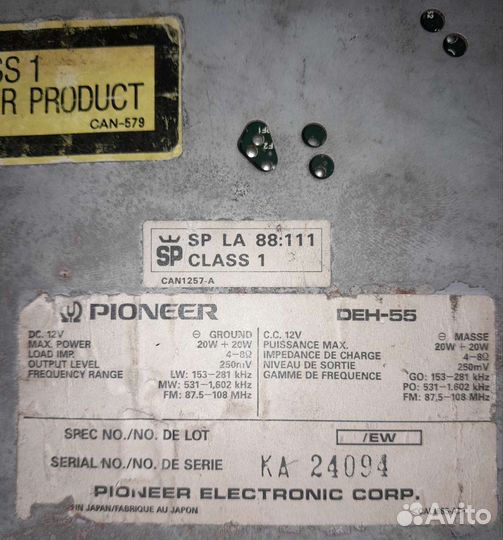 SS 1
R PRODUCT
CAN-579
S2
F1
F2
SP SP LA 88:111
CLASS 1
CAN1257-A
PIONEER DEH-55
DC. 12V ⊖ GROUND
MAX. POWER 20W + 20W
LOAD IMP. 4-8Ω
OUTPUT LEVEL 250mV
FREQUENCY RANGE LW: 153-281 kHz
MW: 531-1,602 kHz
FM: 87.5-108 MHz
C.C. 12V ⊖ MASSE
PUISSANCE MAX. 20W + 20W
IMPEDANCE DE CHARGE 4-8Ω
NIVEAU DE SORTIE 250mV
GAMME DE FREQUENCE GO: 153-281 kHz
PO: 531-1,602 kHz
FM: 87,5-108 MHz
SPEC NO./NO. DE LOT /EW
SERIAL NO./NO. DE SERIE KA 24094
PIONEER ELECTRONIC CORP.
IN JAPAN/FABRIQUE AU JAPON
Avito